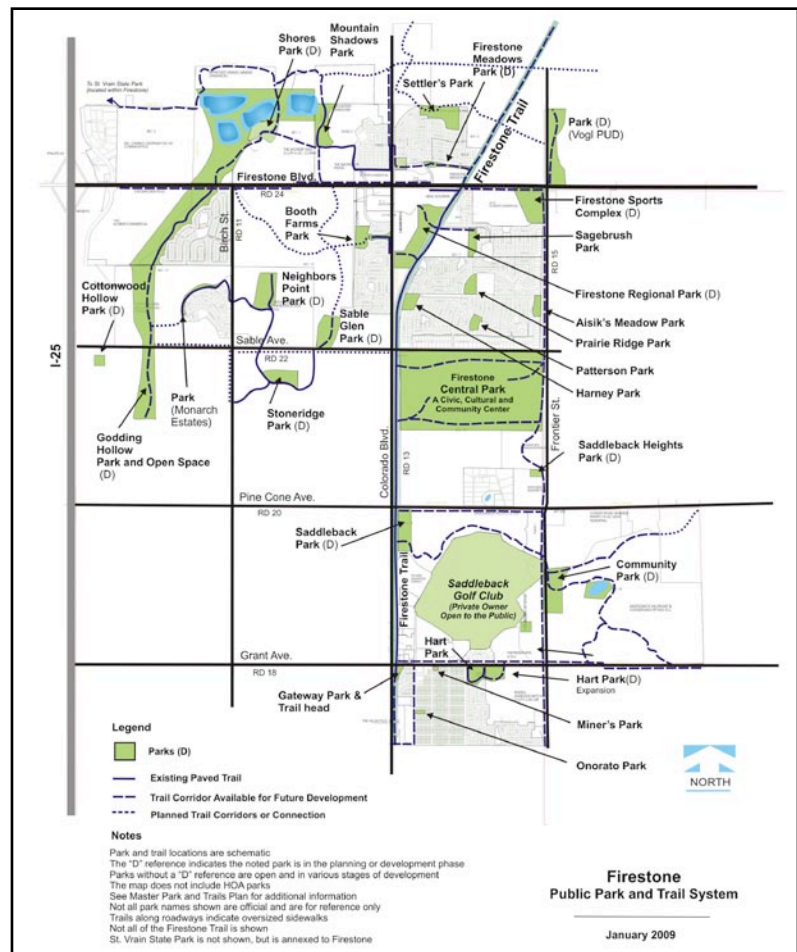 Shores
Park (D)
Mountain
Shadows
Park
Firestone
Meadows
Park (D)
Settler's Park
To St. Vrain State Park
(located within Firestone)
Firestone Trail
Park (D)
(Vogl PUD)
Firestone Blvd.
RD 24
Birch St.
RD 11
Booth
Farms
Park
Firestone Sports
Complex (D)
Sagebrush
Park
RD 15
Cottonwood
Hollow
Park (D)
Neighbors
Point
Park (D)
Firestone Regional Park (D)
Sable
Glen
Park (D)
Aisik's Meadow Park
Prairie Ridge Park
Sable Ave.
RD 22
I-25
Patterson Park
Harney Park
Firestone
Central Park
A Civic, Cultural and
Community Center
Park
(Monarch
Estates)
Stoneridge
Park (D)
Godding
Hollow
Park and Open Space
(D)
Colorado Blvd.
RD 13
Frontier St.
Saddleback Heights
Park (D)
Pine Cone Ave.
RD 20
Saddleback
Park (D)
Firestone Trail
Saddleback
Golf Club
(Private Owner
Open to the Public)
Community
Park (D)
Grant Ave.
RD 18
Hart
Park
Hart Park(D)
Expansion
Gateway Park &
Trail head
Miner's Park
Onorato Park
NORTH
Legend
Parks (D)
Existing Paved Trail
Trail Corridor Available for Future Development
Planned Trail Corridors or Connection
Notes
Park and trail locations are schematic
The "D" reference indicates the noted park is in the planning or development phase
Parks without a "D" reference are open and in various stages of development
The map does not include HOA parks
See Master Park and Trails Plan for additional information
Not all park names shown are official and are for reference only
Trails along roadways indicate oversized sidewalks
Not all of the Firestone Trail is shown
St. Vrain State Park is not shown, but is annexed to Firestone
Firestone
Public Park and Trail System
January 2009